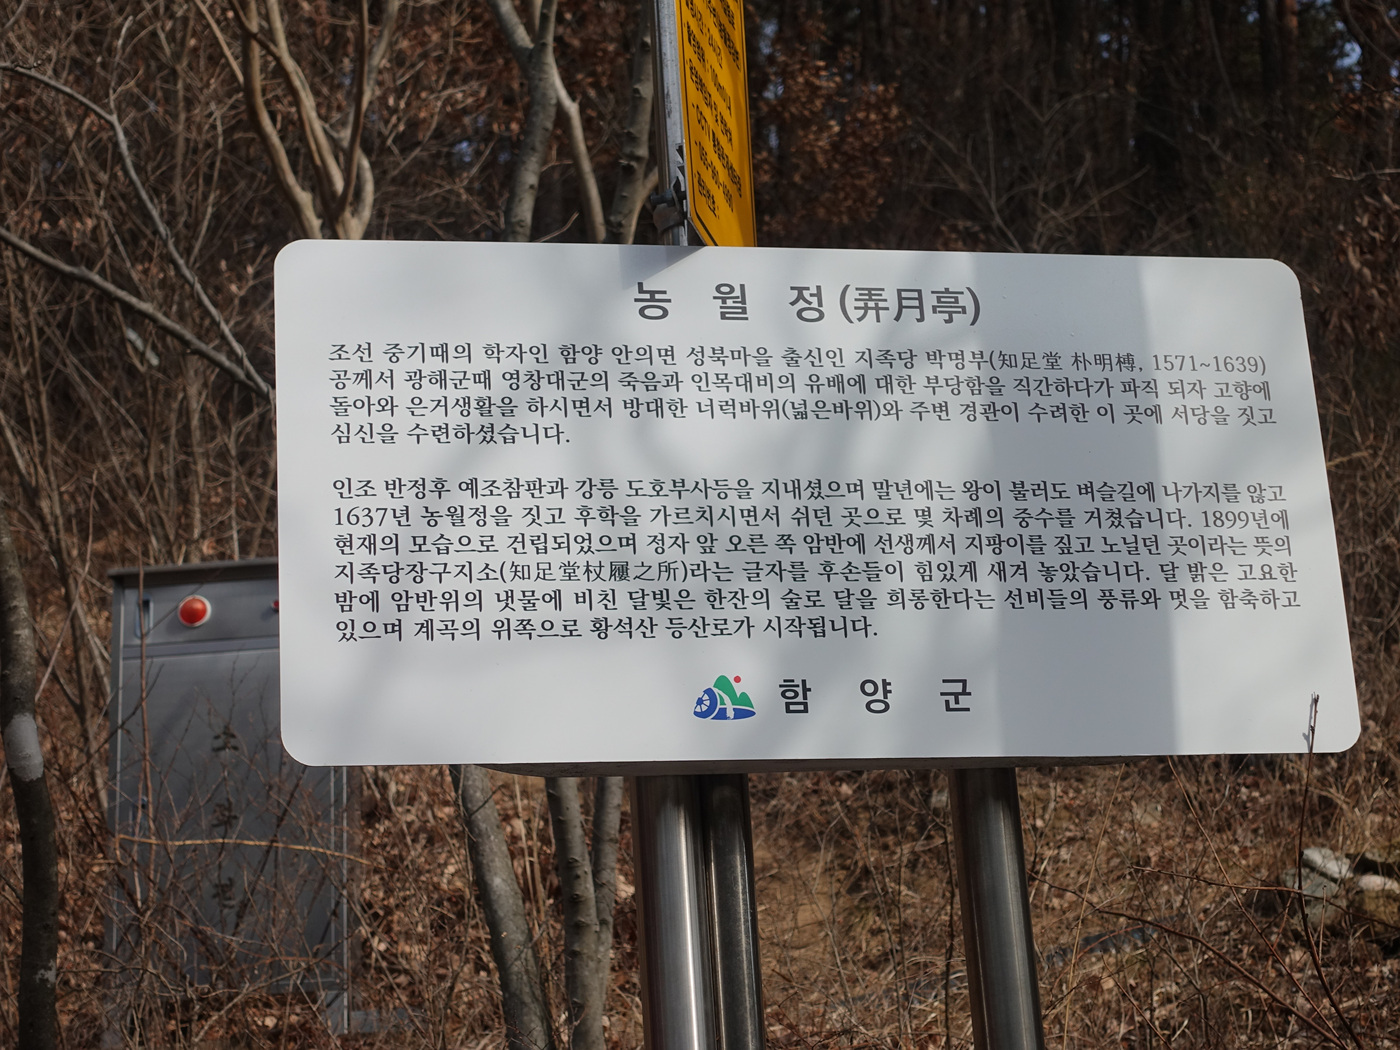 CCTV
농 월 정 (弄月亭)
조선 중기때의 학자인 함양 안의면 성북마을 출신인 지족당 박명부(知足堂 朴明榑, 1571~1639)
공께서 광해군때 영창대군의 죽음과 인목대비의 유배에 대한 부당함을 직간하다가 파직 되자 고향에
돌아와 은거생활을 하시면서 방대한 너럭바위(넓은바위)와 주변 경관이 수려한 이 곳에 서당을 짓고
심신을 수련하셨습니다.
인조 반정후 예조참판과 강릉 도호부사등을 지내셨으며 말년에는 왕이 불러도 벼슬길에 나가지를 않고
1637년 농월정을 짓고 후학을 가르치시면서 쉬던 곳으로 몇 차례의 중수를 거쳤습니다. 1899년에
현재의 모습으로 건립되었으며 정자 앞 오른 쪽 암반에 선생께서 지팡이를 짚고 노닐던 곳이라는 뜻의
지족당장구지소(知足堂杖屨之所)라는 글자를 후손들이 힘있게 새겨 놓았습니다. 달 밝은 고요한
밤에 암반위의 냇물에 비친 달빛은 한잔의 술로 달을 희롱한다는 선비들의 풍류와 멋을 함축하고
있으며 계곡의 위쪽으로 황석산 등산로가 시작됩니다.
함 양 군